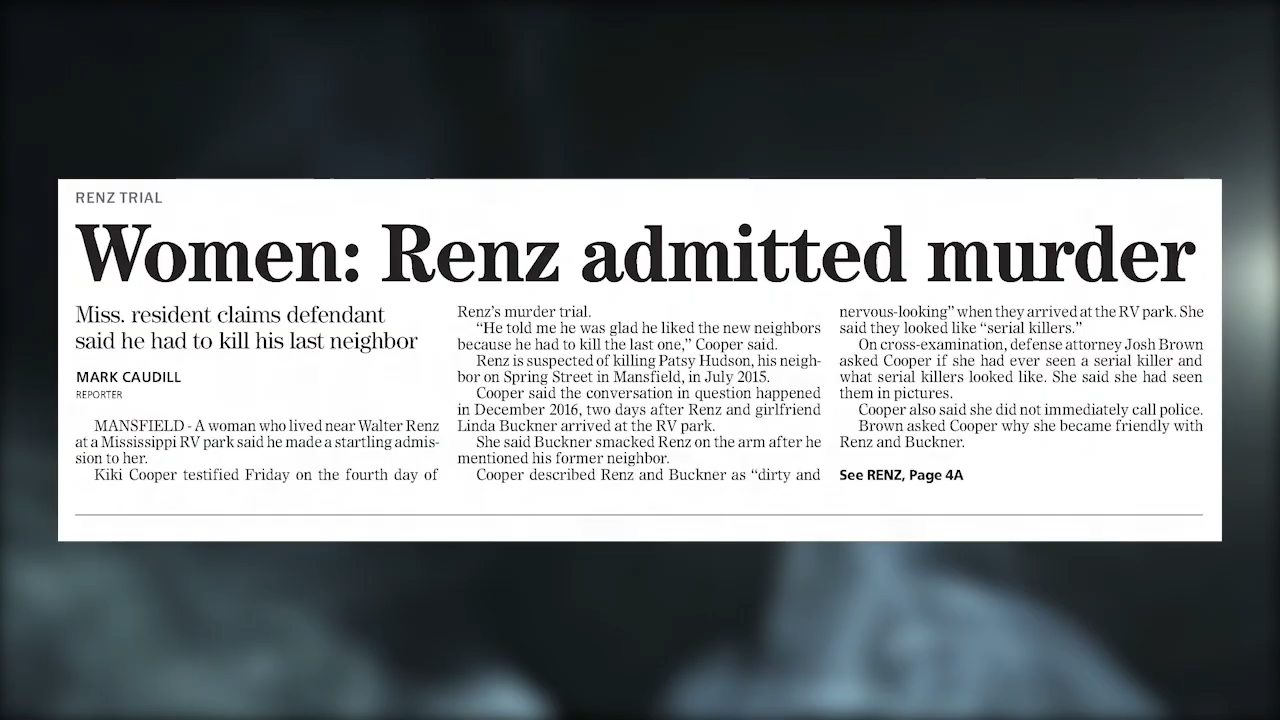 RENZ TRIAL
Women: Renz admitted murder
Miss. resident claims defendant
said he had to kill his last neighbor
MARK CAUDILL
REPORTER
MANSFIELD - A woman who lived near Walter Renz
at a Mississippi RV park said he made a startling admis-
sion to her.
Kiki Cooper testified Friday on the fourth day of
Renz's murder trial.
“He told me he was glad he liked the new neighbors
because he had to kill the last one,” Cooper said.
Renz is suspected of killing Patsy Hudson, his neigh-
bor on Spring Street in Mansfield, in July 2015.
Cooper said the conversation in question happened
in December 2016, two days after Renz and girlfriend
Linda Buckner arrived at the RV park.
She said Buckner smacked Renz on the arm after he
mentioned his former neighbor.
Cooper described Renz and Buckner as “dirty and
nervous-looking” when they arrived at the RV park. She
said they looked like “serial killers.”
On cross-examination, defense attorney Josh Brown
asked Cooper if she had ever seen a serial killer and
what serial killers looked like. She said she had seen
them in pictures.
Cooper also said she did not immediately call police.
Brown asked Cooper why she became friendly with
Renz and Buckner.
See RENZ, Page 4A